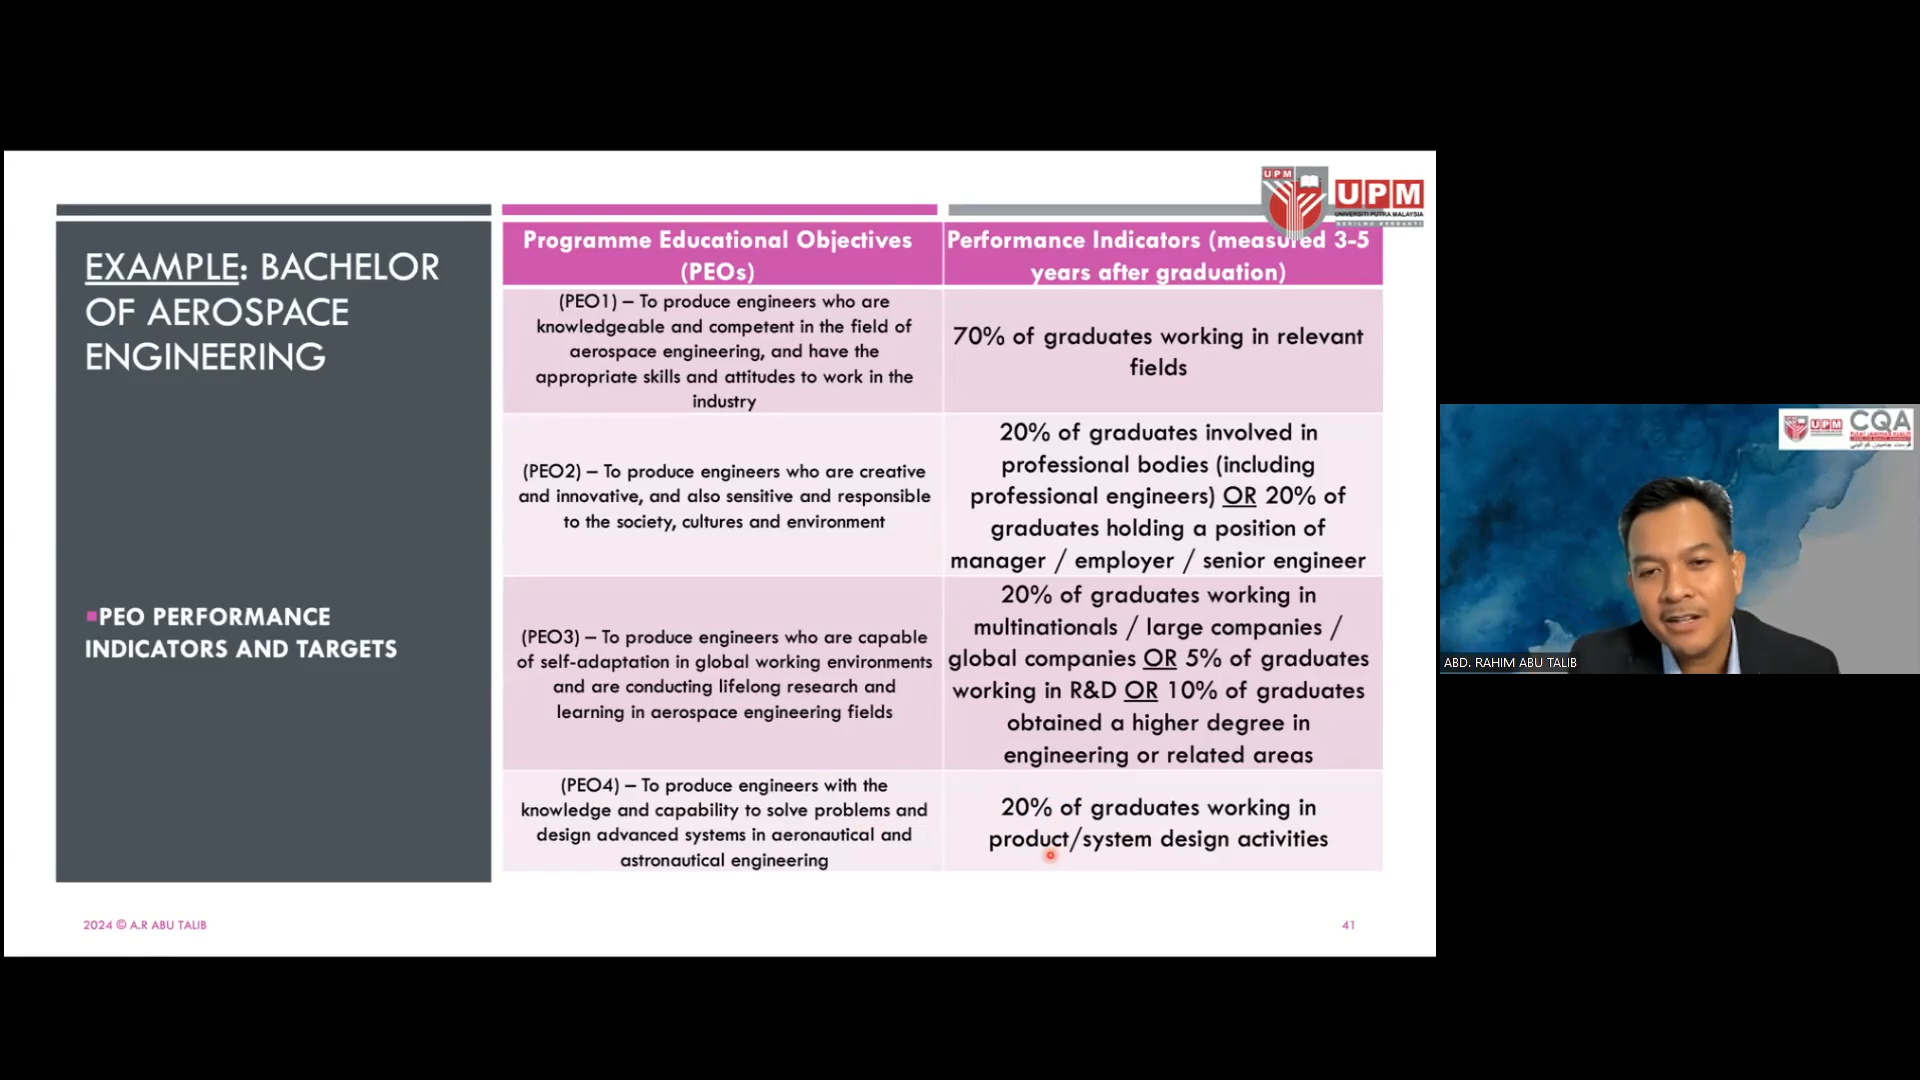 UPM
UPM
UNIVERSITI PUTRA MALAYSIA
BERILMU BERBAKTI
EXAMPLE: BACHELOR
OF AEROSPACE
ENGINEERING
▪PEO PERFORMANCE
INDICATORS AND TARGETS
Programme Educational Objectives
(PEOs)
Performance Indicators (measured 3-5
years after graduation)
(PEO1) – To produce engineers who are
knowledgeable and competent in the field of
aerospace engineering, and have the
appropriate skills and attitudes to work in the
industry
70% of graduates working in relevant
fields
(PEO2) – To produce engineers who are creative
and innovative, and also sensitive and responsible
to the society, cultures and environment
20% of graduates involved in
professional bodies (including
professional engineers) OR 20% of
graduates holding a position of
manager / employer / senior engineer
(PEO3) – To produce engineers who are capable
of self-adaptation in global working environments
and are conducting lifelong research and
learning in aerospace engineering fields
20% of graduates working in
multinationals / large companies /
global companies OR 5% of graduates
working in R&D OR 10% of graduates
obtained a higher degree in
engineering or related areas
(PEO4) – To produce engineers with the
knowledge and capability to solve problems and
design advanced systems in aeronautical and
astronautical engineering
20% of graduates working in
product/system design activities
2024 © A.R ABU TALIB
41
UPM
CQA
ABD. RAHIM ABU TALIB